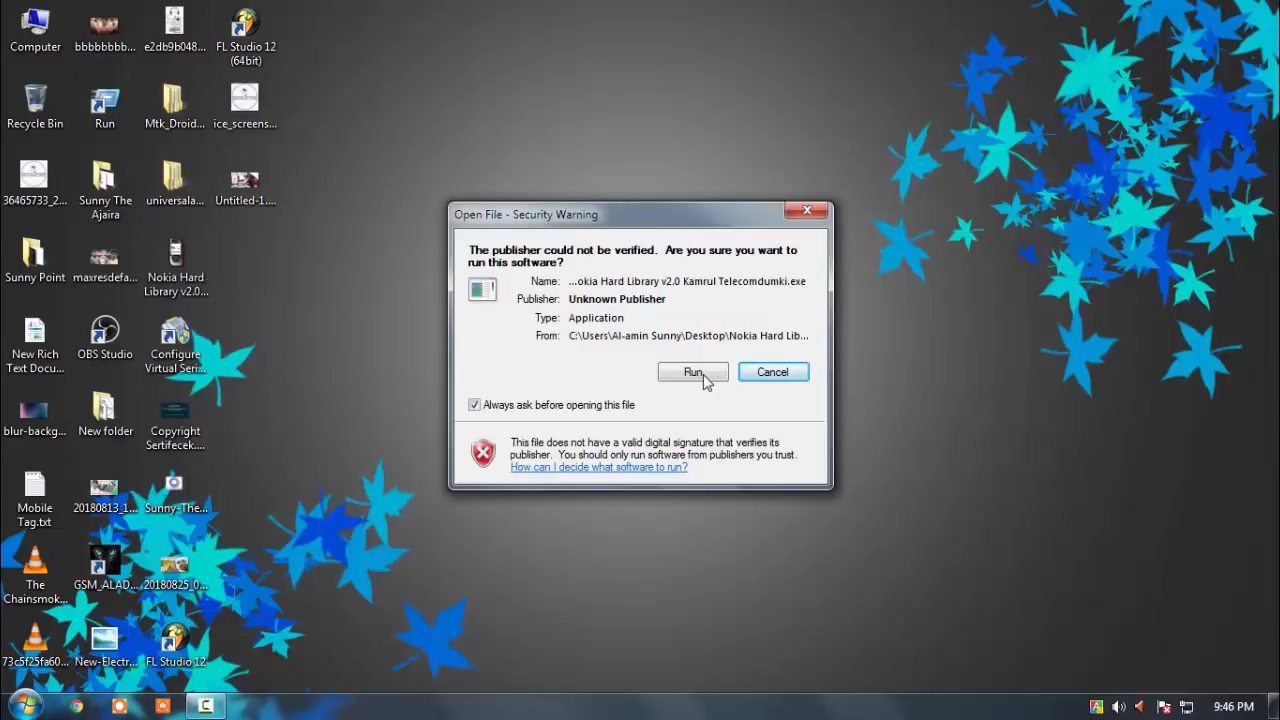 Computer
bbbbbbbb...
e2db9b048...
FL Studio 12
(64bit)
Recycle Bin
Run
Mtk_Droid...
ice_screens...
36465733_2...
Sunny The
Ajaira
universala...
Untitled-1....
Sunny Point
maxresdefa...
Nokia Hard
Library v2.0...
New Rich
Text Docu...
OBS Studio
Configure
Virtual Seri...
blur-backg...
New folder
Copyright
Sertifecek....
Mobile
Tag.txt
20180813_1...
Sunny-The...
The
Chainsmok...
GSM_ALAD...
20180825_0...
73c5f25fa60...
New-Electr...
FL Studio 12
Open File - Security Warning
The publisher could not be verified. Are you sure you want to
run this software?
Name: ...okia Hard Library v2.0 Kamrul Telecomdumki.exe
Publisher: Unknown Publisher
Type: Application
From: C:\Users\Al-amin Sunny\Desktop\Nokia Hard Lib...
Run
Cancel
Always ask before opening this file
This file does not have a valid digital signature that verifies its
publisher. You should only run software from publishers you trust.
How can I decide what software to run?
9:46 PM